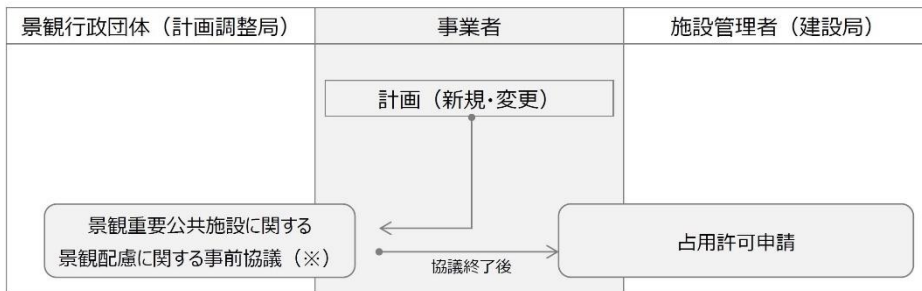 景観行政団体（計画調整局）
事業者
施設管理者（建設局）
計画（新規・変更）
景観重要公共施設に関する
景観配慮に関する事前協議（※）
協議終了後
占用許可申請